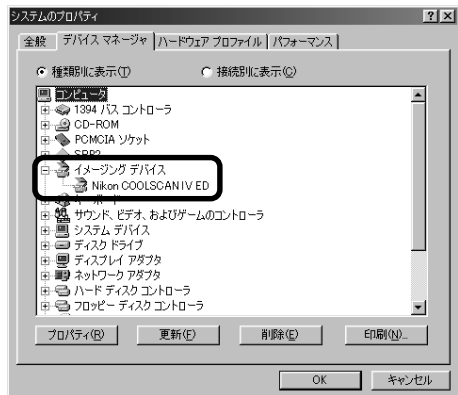 システムのプロパティ
全般 デバイス マネージャ ハードウェア プロファイル パフォーマンス
種類別に表示(T) 接続別に表示(C)
コンピュータ
1394 バス コントローラ
CD-ROM
PCMCIA ソケット
SBP2
イメージング デバイス
Nikon COOLSCAN IV ED
キーボード
サウンド、ビデオ、およびゲームのコントローラ
システム デバイス
ディスク ドライブ
ディスプレイ アダプタ
ネットワーク アダプタ
ハード ディスク コントローラ
フロッピー ディスク コントローラ
プロパティ(R) 更新(F) 削除(E) 印刷(N)...
OK キャンセル